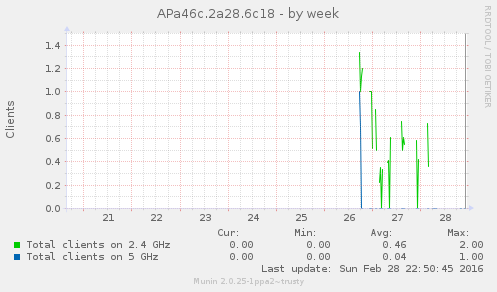 APa46c.2a28.6c18 - by week
RRDTOOL / TOBI OETIKER
Clients
1.4
1.2
1.0
0.8
0.6
0.4
0.2
0.0
21 22 23 24 25 26 27 28
Cur: Min: Avg: Max:
Total clients on 2.4 GHz 0.00 0.00 0.46 2.00
Total clients on 5 GHz 0.00 0.00 0.04 1.00
Last update: Sun Feb 28 22:50:45 2016
Munin 2.0.25-1ppa2~trusty